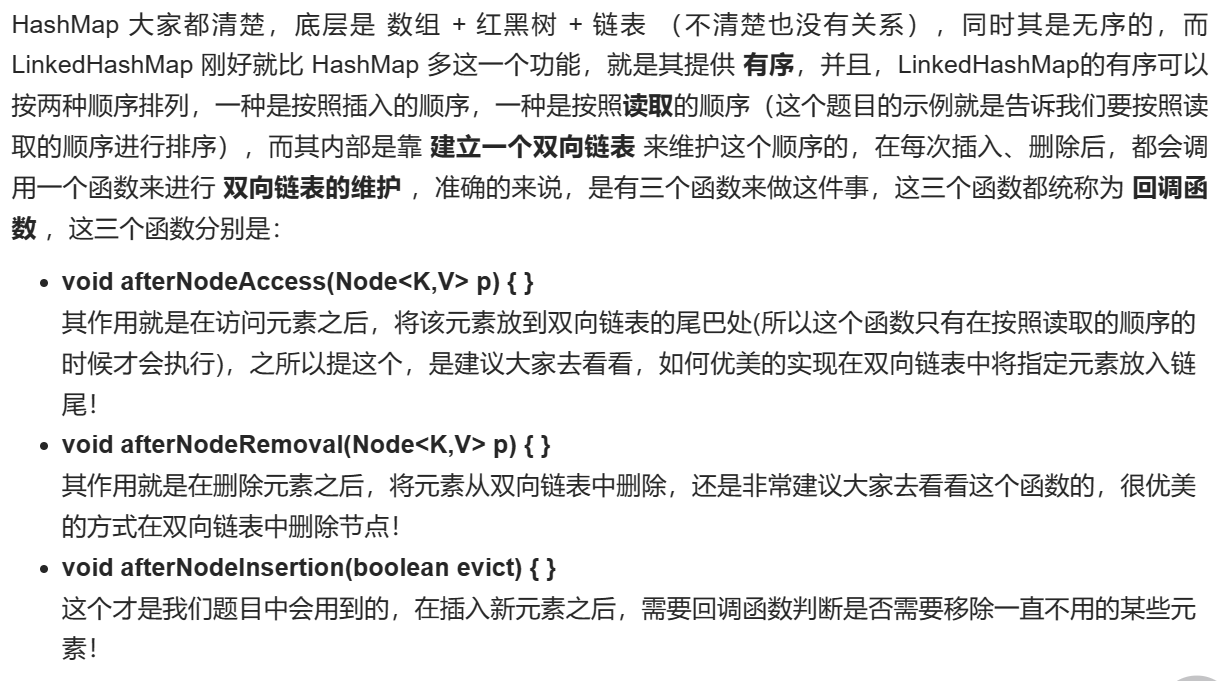 HashMap 大家都清楚，底层是 数组 + 红黑树 + 链表 （不清楚也没有关系），同时其是无序的，而
LinkedHashMap 刚好就比 HashMap 多这一个功能，就是其提供 有序，并且，LinkedHashMap的有序可以
按两种顺序排列，一种是按照插入的顺序，一种是按照读取的顺序（这个题目的示例就是告诉我们要按照读
取的顺序进行排序），而其内部是靠 建立一个双向链表 来维护这个顺序的，在每次插入、删除后，都会调
用一个函数来进行 双向链表的维护 ，准确的来说，是有三个函数来做这件事，这三个函数都统称为 回调函
数 ，这三个函数分别是：
• void afterNodeAccess(Node<K,V> p) { }
其作用就是在访问元素之后，将该元素放到双向链表的尾巴处(所以这个函数只有在按照读取的顺序的
时候才会执行)，之所以提这个，是建议大家去看看，如何优美的实现在双向链表中将指定元素放入链
尾！
• void afterNodeRemoval(Node<K,V> p) { }
其作用就是在删除元素之后，将元素从双向链表中删除，还是非常建议大家去看看这个函数的，很优美
的方式在双向链表中删除节点！
• void afterNodeInsertion(boolean evict) { }
这个才是我们题目中会用到的，在插入新元素之后，需要回调函数判断是否需要移除一直不用的某些元
素！